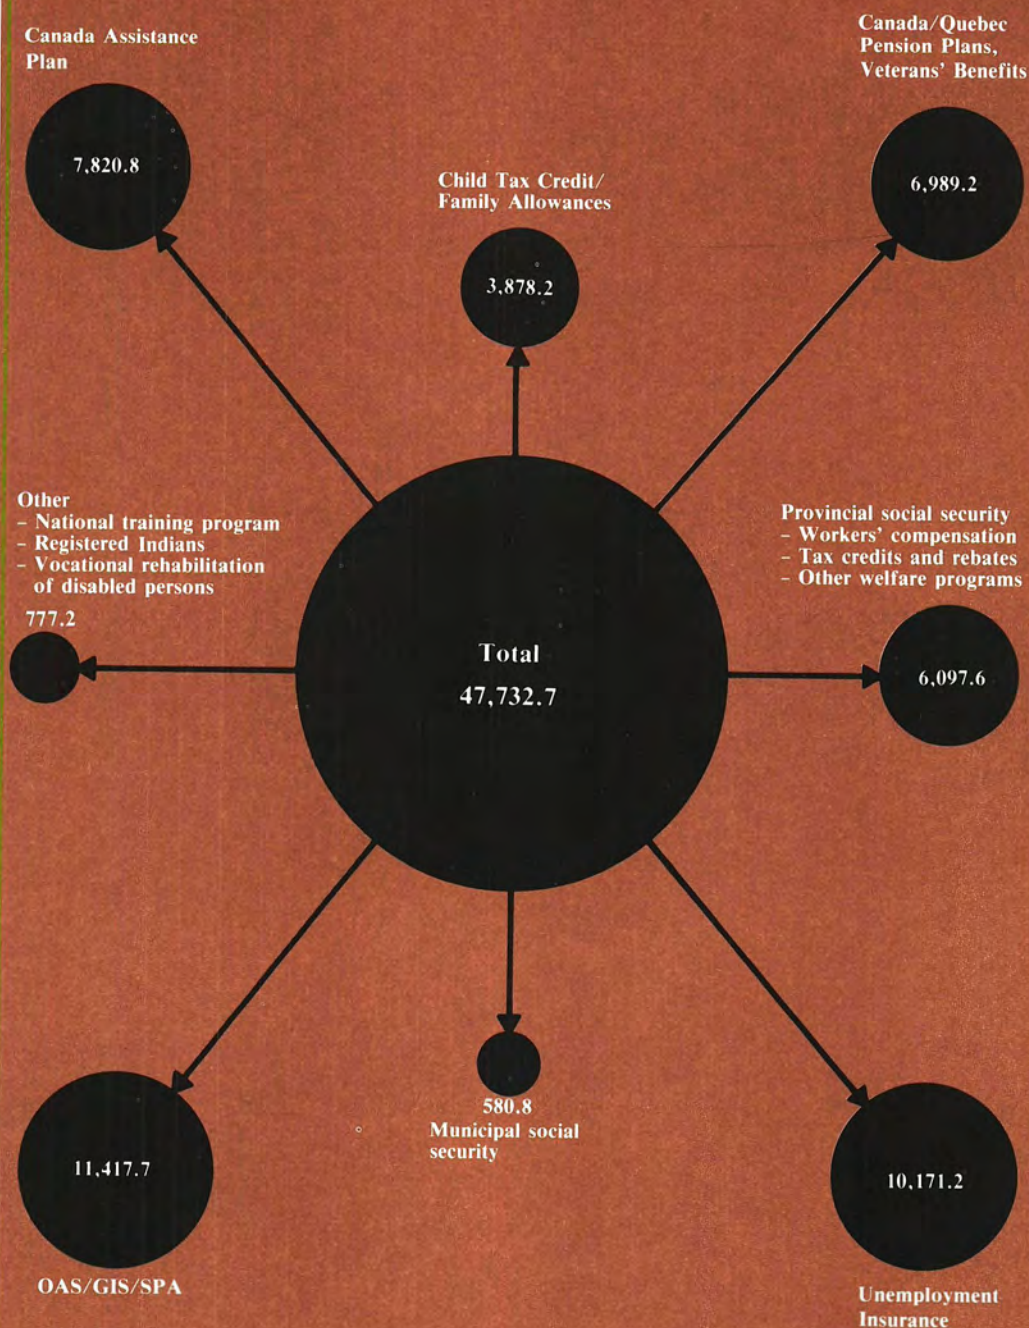 Canada Assistance
Plan
7,820.8
Child Tax Credit/
Family Allowances
3,878.2
Canada/Quebec
Pension Plans,
Veterans' Benefits
6,989.2
Other
– National training program
– Registered Indians
– Vocational rehabilitation
of disabled persons
777.2
Total
47,732.7
Provincial social security
– Workers' compensation
– Tax credits and rebates
– Other welfare programs
6,097.6
11,417.7
OAS/GIS/SPA
580.8
Municipal social
security
10,171.2
Unemployment
Insurance